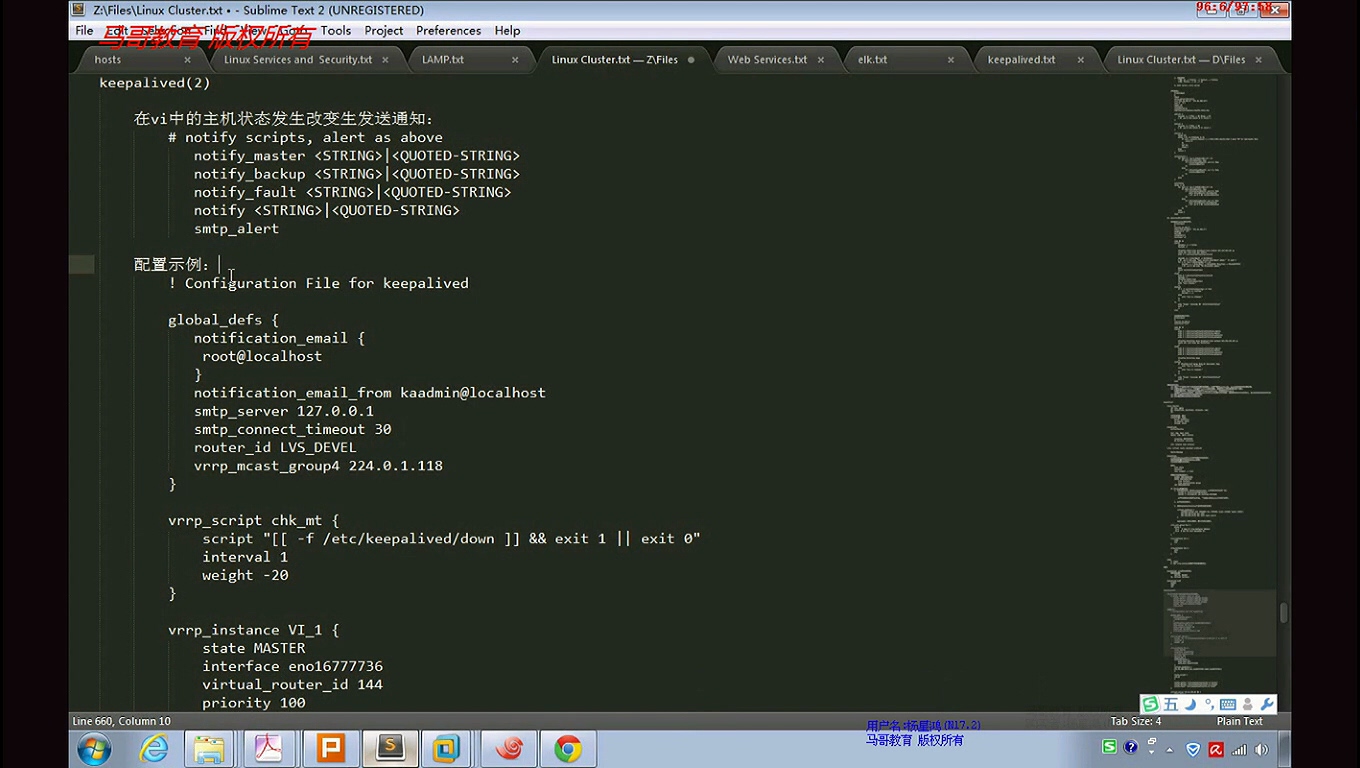 Z:\Files\Linux Cluster.txt • - Sublime Text 2 (UNREGISTERED)
96:6/97:58
File Edit Selection Find View Goto Tools Project Preferences Help
马哥教育 版权所有
hosts × Linux Services and Security.txt × LAMP.txt × Linux Cluster.txt — Z\Files ● Web Services.txt × elk.txt × keepalived.txt × Linux Cluster.txt — D\Files ×
keepalived(2)
在vi中的主机状态发生改变生发送通知:
# notify scripts, alert as above
notify_master <STRING>|<QUOTED-STRING>
notify_backup <STRING>|<QUOTED-STRING>
notify_fault <STRING>|<QUOTED-STRING>
notify <STRING>|<QUOTED-STRING>
smtp_alert
配置示例:
! Configuration File for keepalived
global_defs {
notification_email {
root@localhost
}
notification_email_from kaadmin@localhost
smtp_server 127.0.0.1
smtp_connect_timeout 30
router_id LVS_DEVEL
vrrp_mcast_group4 224.0.1.118
}
vrrp_script chk_mt {
script "[[ -f /etc/keepalived/down ]] && exit 1 || exit 0"
interval 1
weight -20
}
vrrp_instance VI_1 {
state MASTER
interface eno16777736
virtual_router_id 144
priority 100
五
Line 660, Column 10
Tab Size: 4 Plain Text
用户名:杨星鸿(N17.2)
马哥教育 版权所有